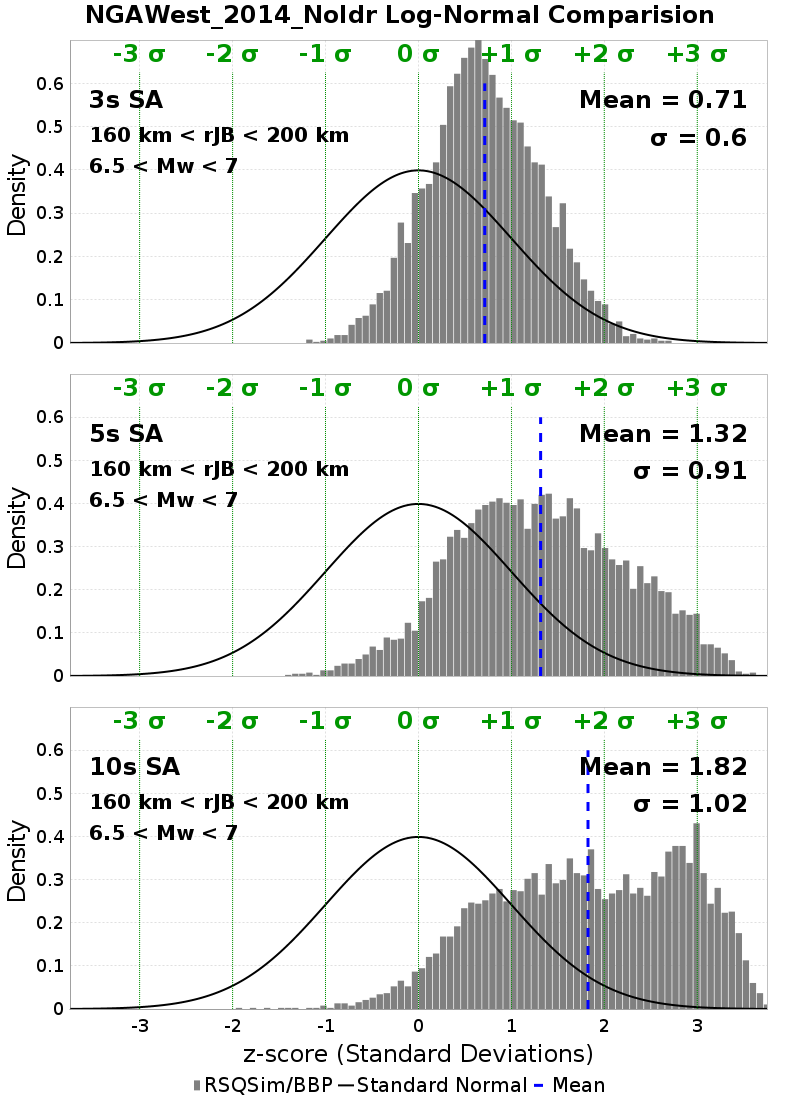 NGAWest_2014_NoIdr Log-Normal Comparision
-3 σ -2 σ -1 σ 0 σ +1 σ +2 σ +3 σ
3s SA Mean = 0.71
160 km < rJB < 200 km σ = 0.6
6.5 < Mw < 7
Density
0.6
0.5
0.4
0.3
0.2
0.1
0
-3 σ -2 σ -1 σ 0 σ +1 σ +2 σ +3 σ
5s SA Mean = 1.32
160 km < rJB < 200 km σ = 0.91
6.5 < Mw < 7
Density
0.6
0.5
0.4
0.3
0.2
0.1
0
-3 σ -2 σ -1 σ 0 σ +1 σ +2 σ +3 σ
10s SA Mean = 1.82
160 km < rJB < 200 km σ = 1.02
6.5 < Mw < 7
Density
0.6
0.5
0.4
0.3
0.2
0.1
0
-3 -2 -1 0 1 2 3
z-score (Standard Deviations)
RSQSim/BBP Standard Normal Mean